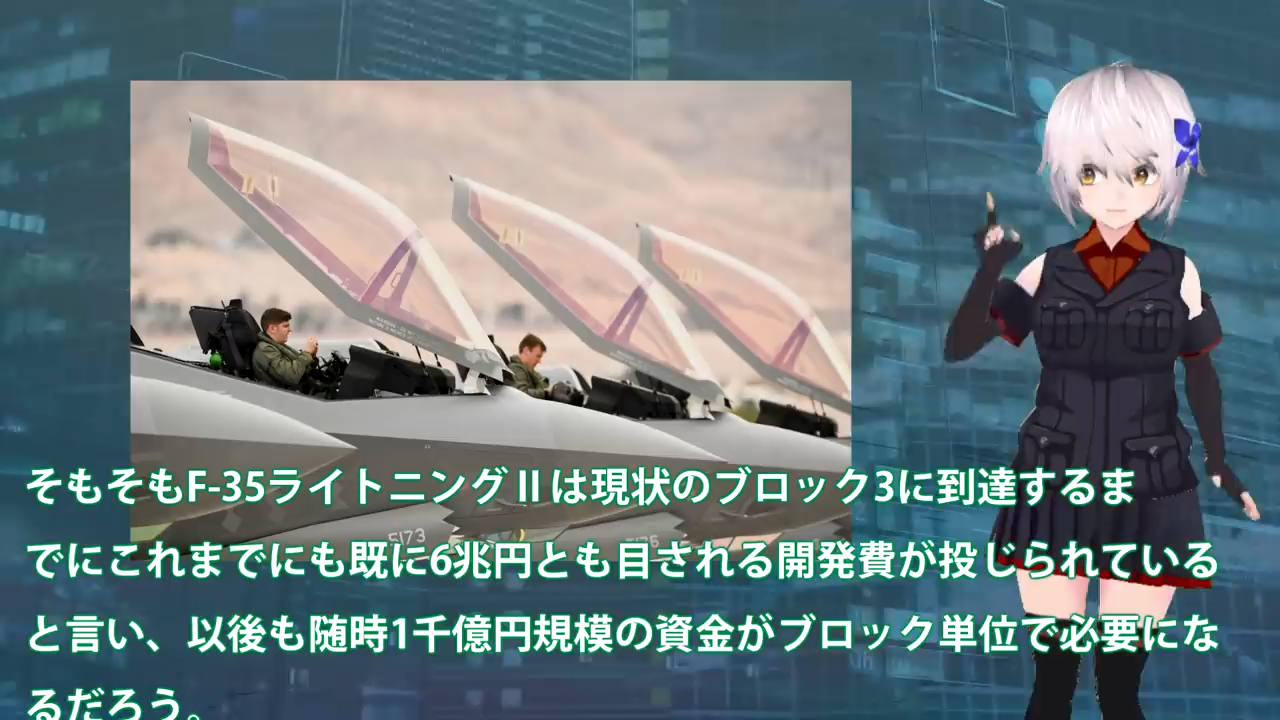 そもそもF-35ライトニングⅡは現状のブロック3に到達するま
でにこれまでにも既に6兆円とも目される開発費が投じられている
と言い、以後も随時1千億円規模の資金がブロック単位で必要にな
るだろう。
5173